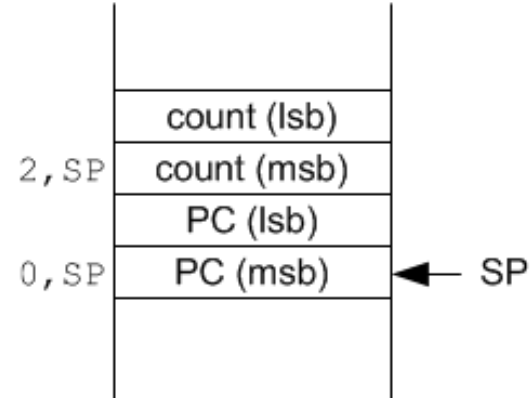 count (lsb)
2,SP count (msb)
PC (lsb)
0,SP PC (msb) SP